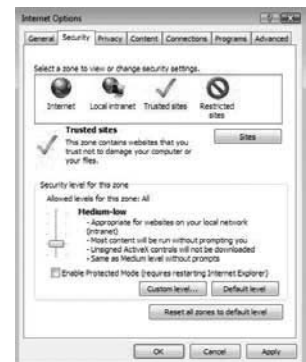 Internet Options
General Security Privacy Content Connections Programs Advanced
Select a zone to view or change security settings.
Internet Local intranet Trusted sites Restricted
sites
Trusted sites
This zone contains websites that you
trust not to damage your computer or
your files.
Sites
Security level for this zone
Allowed levels for this zone: All
Medium-low
- Appropriate for websites on your local network
(intranet)
- Most content will be run without prompting you
- Unsigned ActiveX controls will not be downloaded
- Same as Medium level without prompts
Enable Protected Mode (requires restarting Internet Explorer)
Custom level... Default level
Reset all zones to default level
OK Cancel Apply